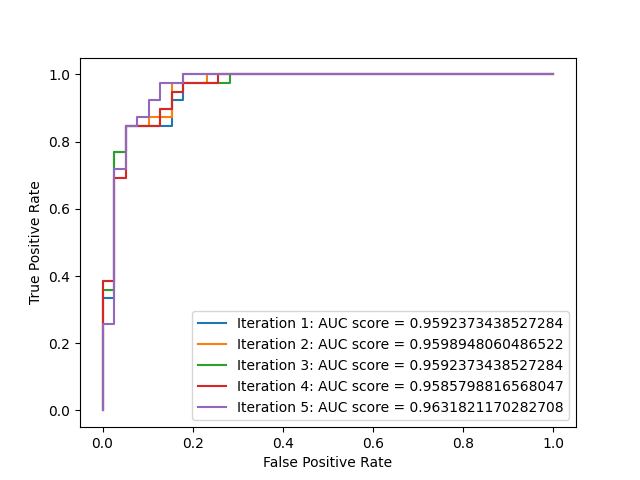 1.0
0.8
0.6
0.4
0.2
0.0
True Positive Rate
Iteration 1: AUC score = 0.9592373438527284
Iteration 2: AUC score = 0.9598948060486522
Iteration 3: AUC score = 0.9592373438527284
Iteration 4: AUC score = 0.9585798816568047
Iteration 5: AUC score = 0.9631821170282708
0.0 0.2 0.4 0.6 0.8 1.0
False Positive Rate